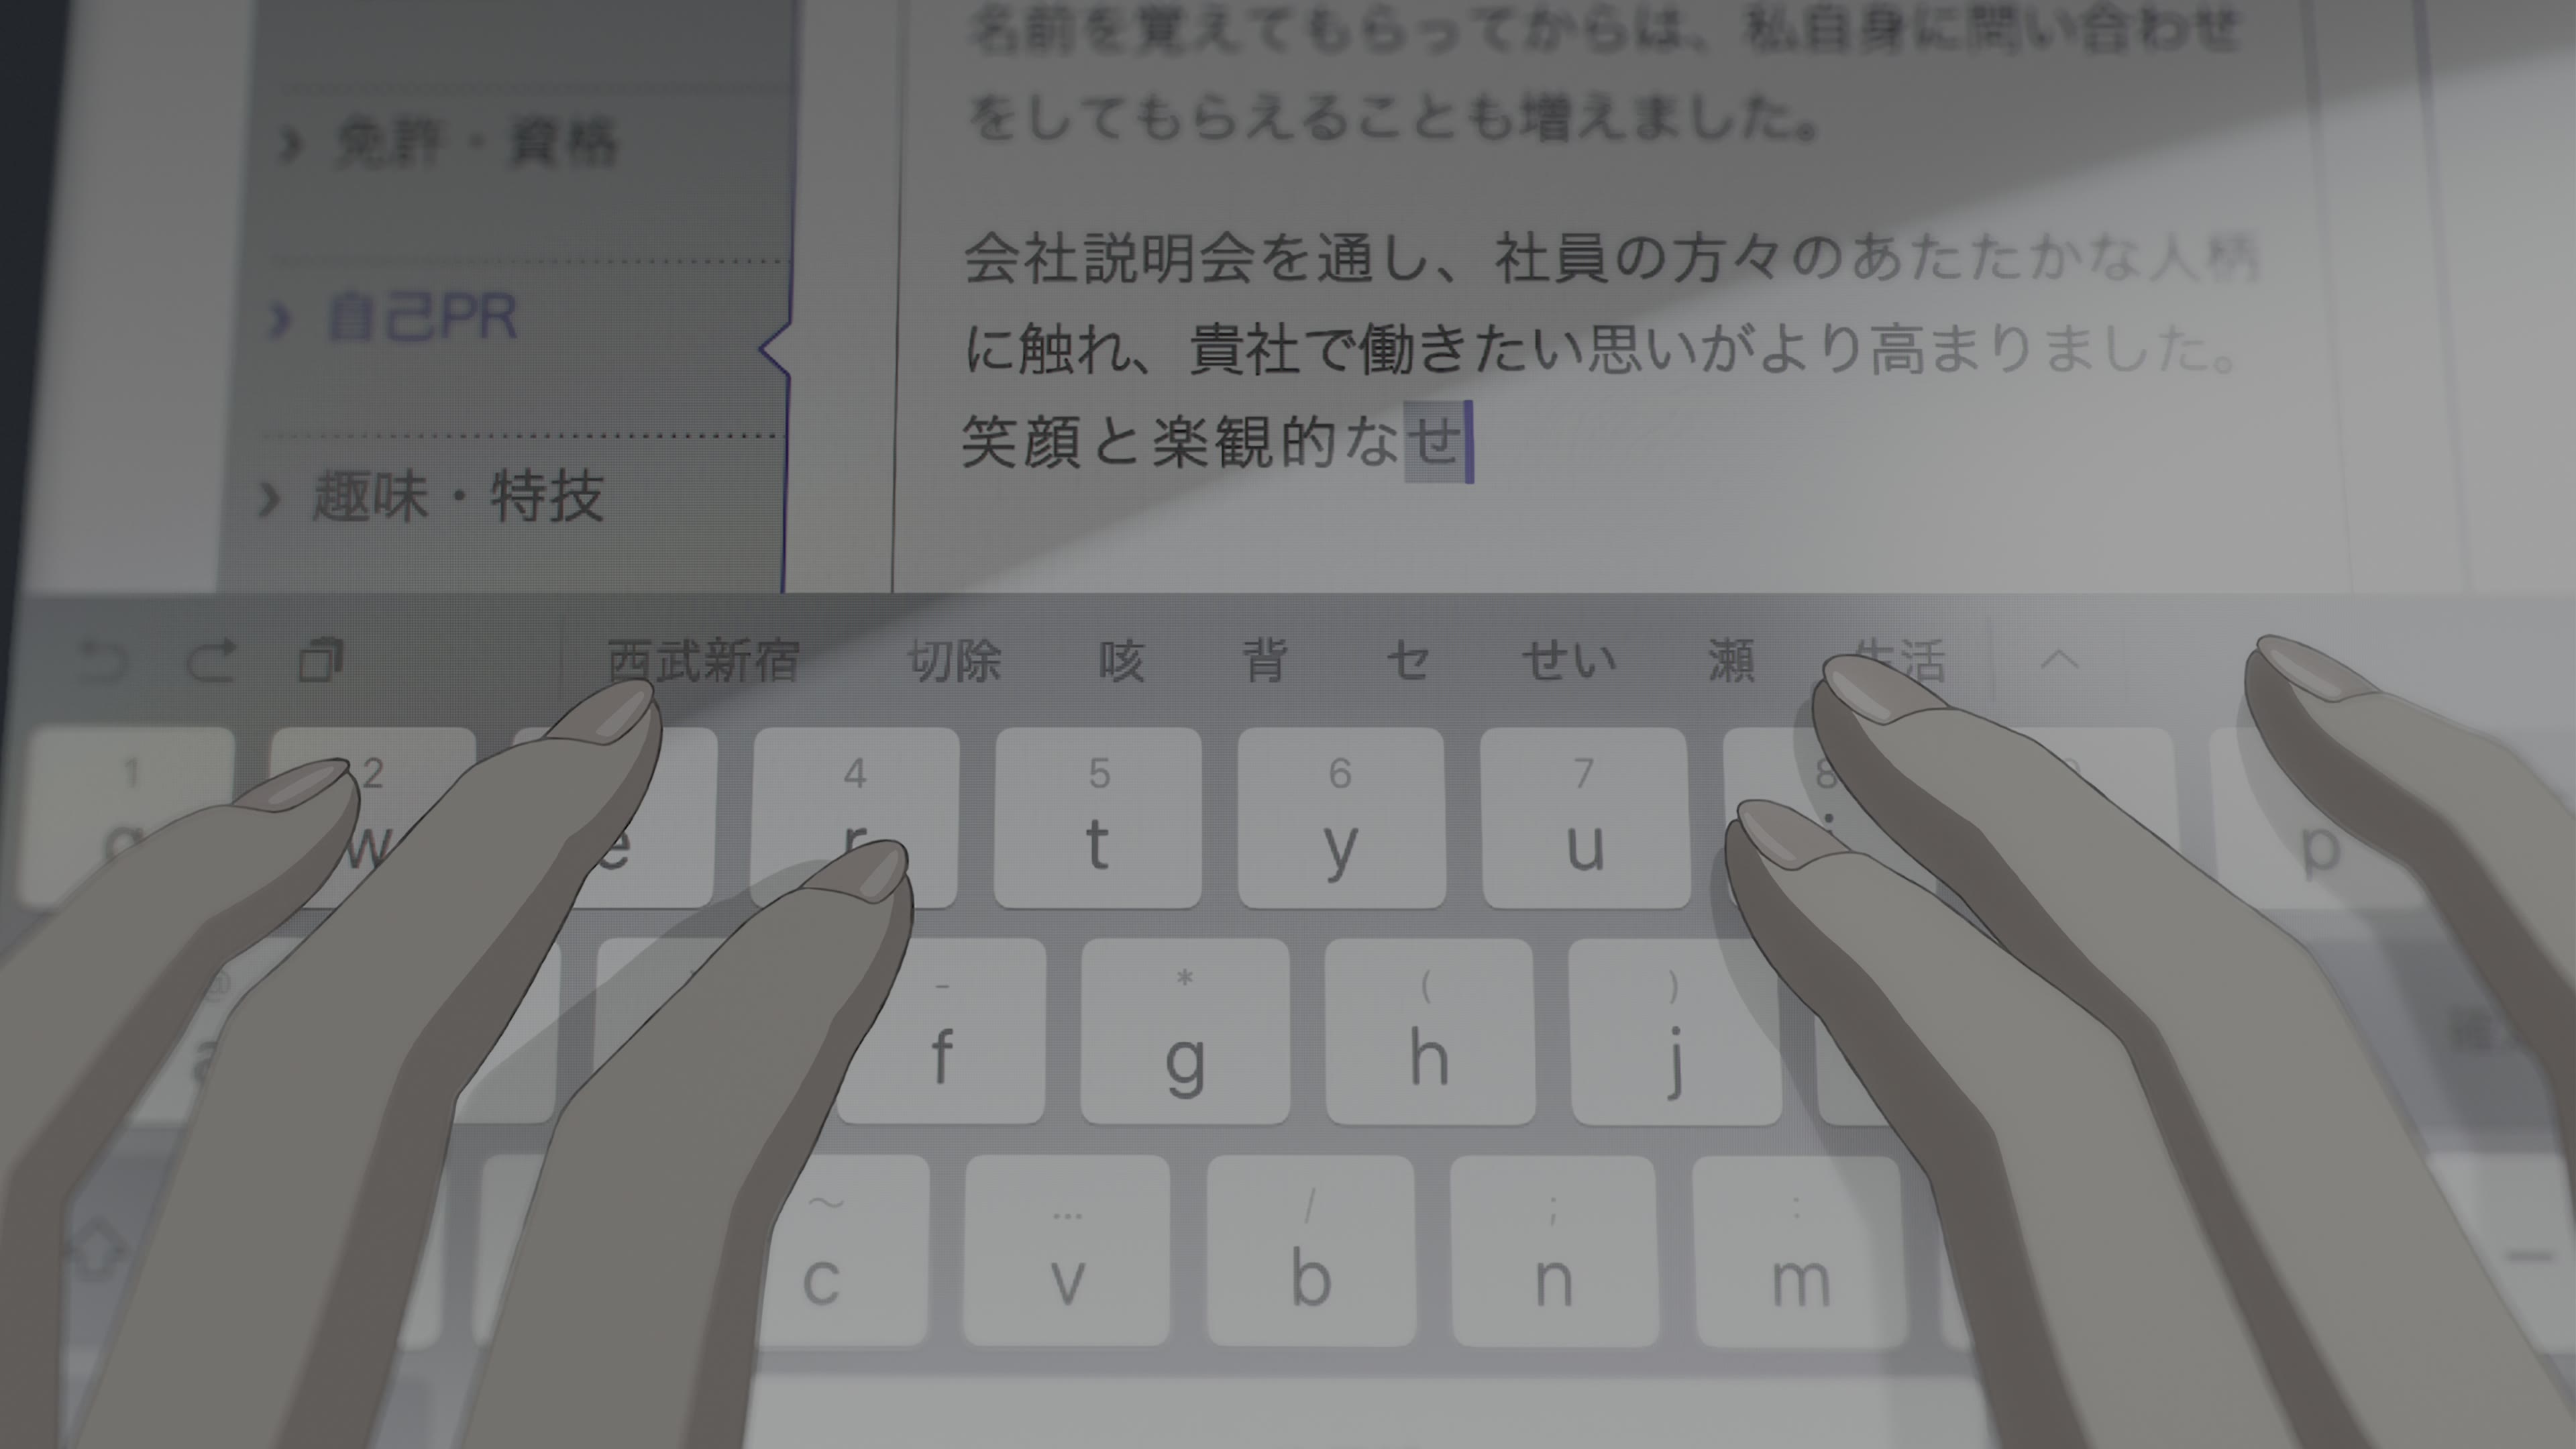 名前を覚えてもらってからは、私自身に問い合わせ
をしてもらえることも増えました。
会社説明会を通し、社員の方々のあたたかな人柄
に触れ、貴社で働きたい思いがより高まりました。
笑顔と楽観的なせ
› 免許・資格
› 自己PR
› 趣味・特技
西武新宿 切除 咳 背 セ せい 瀬 生活
1 2 4 5 6 7 8
q w e r t y u i p
@ - * ( )
a f g h j
～ … / ; :
c v b n m